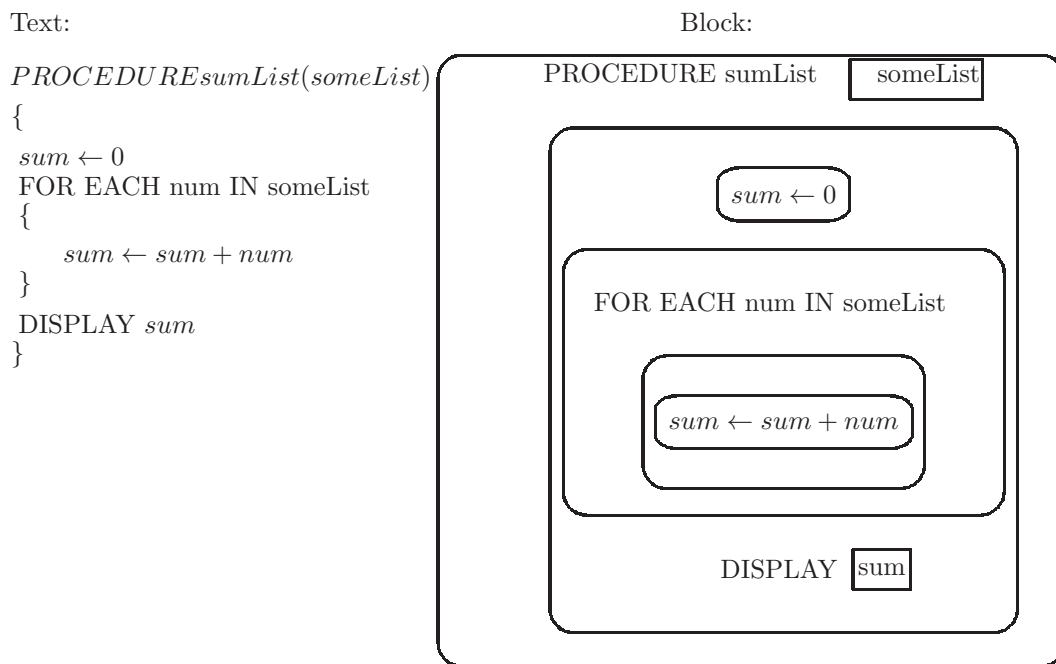 Text:
PROCEDUREsumList(someList)
{
sum ← 0
FOR EACH num IN someList
{
sum ← sum + num
}
DISPLAY sum
}
Block:
PROCEDURE sumList someList
sum ← 0
FOR EACH num IN someList
sum ← sum + num
DISPLAY sum